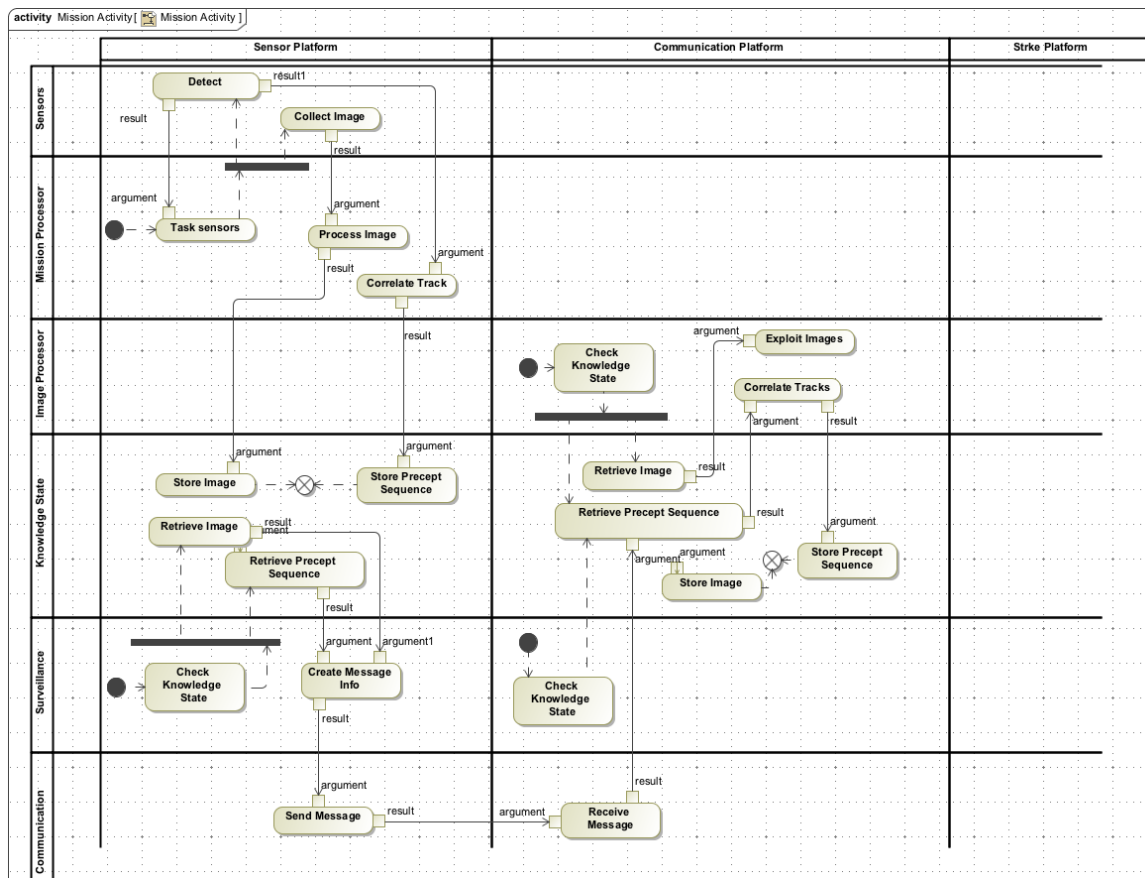 activity Mission Activity[ Mission Activity ]
Sensor Platform
Communication Platform
Strke Platform
Sensors
Detect
result1
result
Collect Image
result
Mission Processor
argument
Task sensors
argument
Process Image
result
argument
Correlate Track
result
Image Processor
argument
Exploit Images
Check
Knowledge
State
Correlate Tracks
argument
result
Knowledge State
argument
Store Image
argument
Store Precept
Sequence
Retrieve Image
result
Retrieve Image
result
ument
Retrieve Precept
Sequence
result
Retrieve Precept Sequence
result
argument
argument
Store Image
argument
Store Precept
Sequence
Surveillance
argument
argument1
Check
Knowledge
State
Create Message
Info
result
Check
Knowledge
State
Communication
argument
Send Message
result
argument
result
Receive
Message